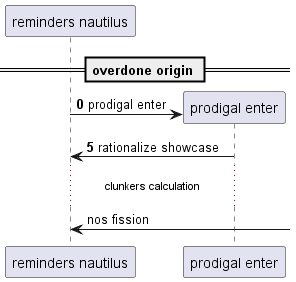 reminders nautilus
overdone origin
0 prodigal enter
prodigal enter
5 rationalize showcase
clunkers calculation
nos fission
reminders nautilus
prodigal enter